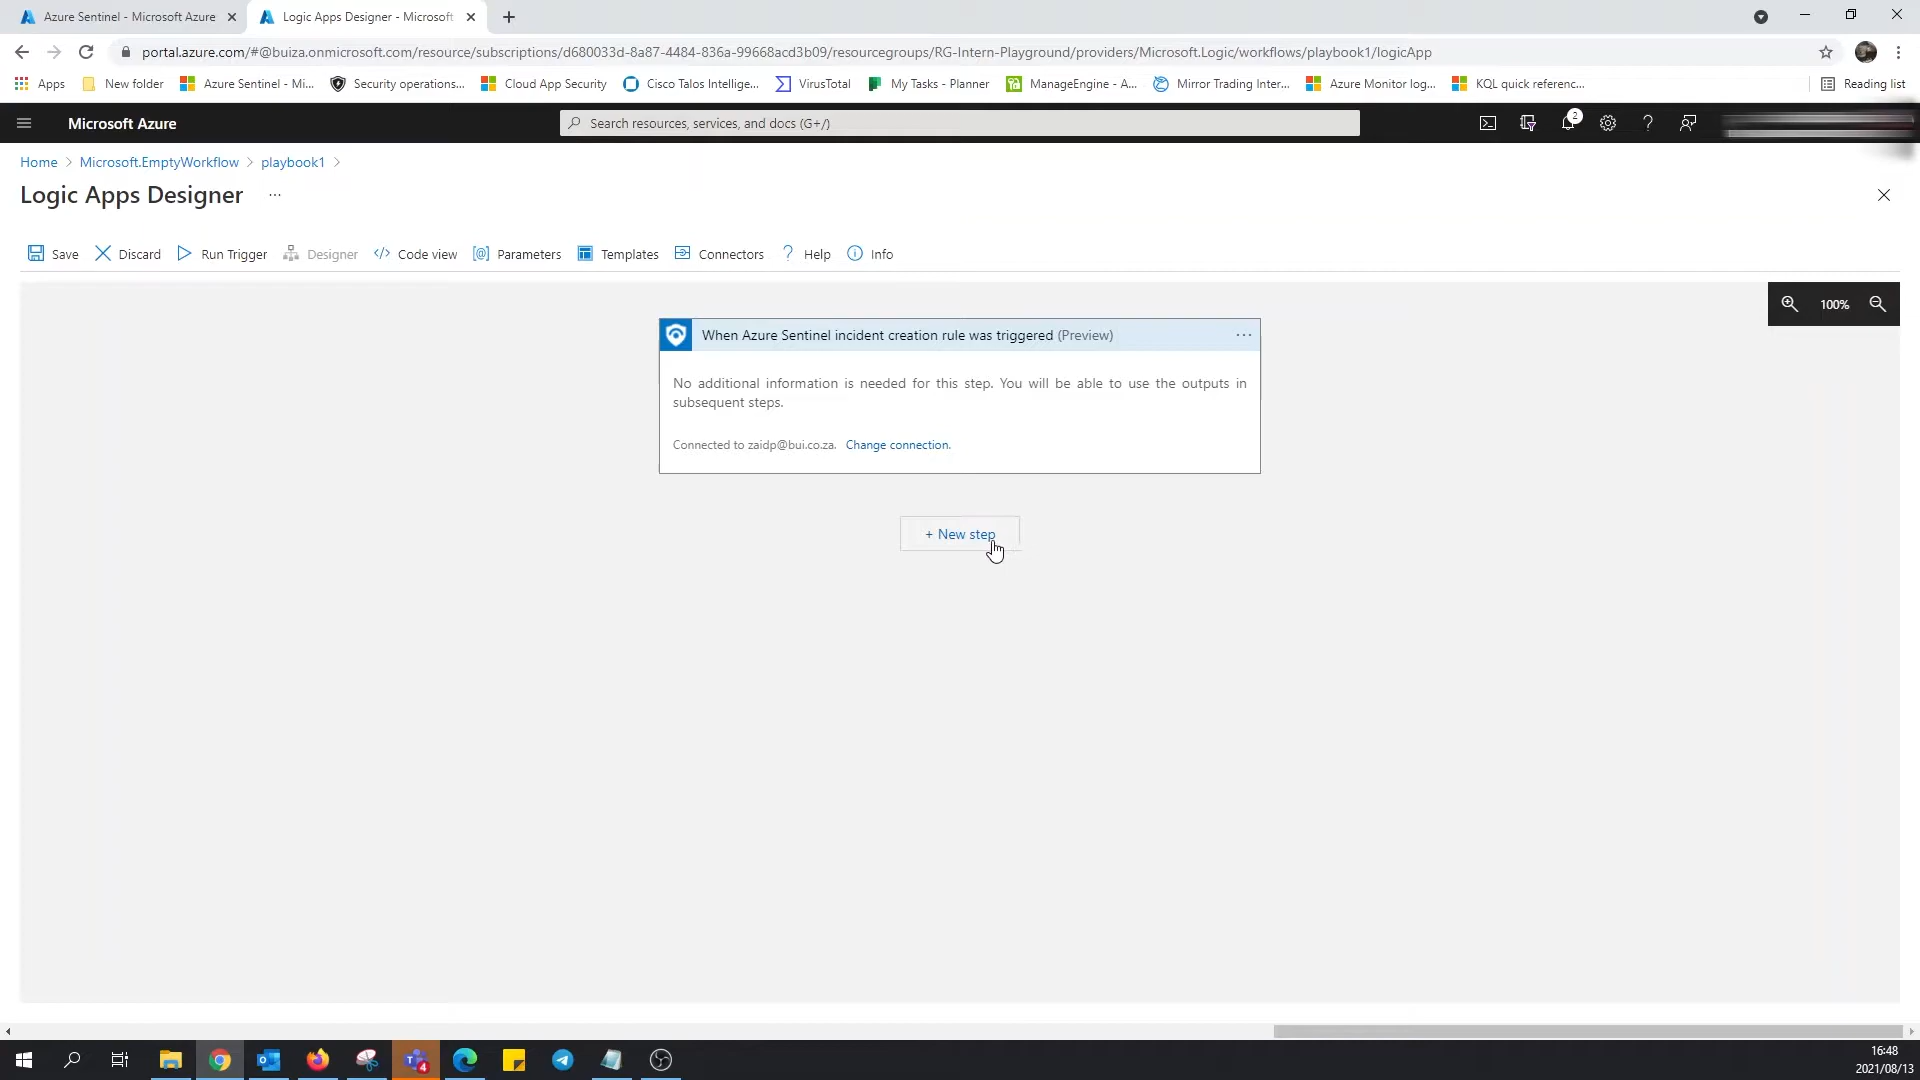 Azure Sentinel - Microsoft Azure
Logic Apps Designer - Microsoft
portal.azure.com/#@buiza.onmicrosoft.com/resource/subscriptions/d680033d-8a87-4484-836a-99668acd3b09/resourcegroups/RG-Intern-Playground/providers/Microsoft.Logic/workflows/playbook1/logicApp
Apps New folder Azure Sentinel - Mi... Security operations... Cloud App Security Cisco Talos Intellige... VirusTotal My Tasks - Planner ManageEngine - A... Mirror Trading Inter... Azure Monitor log... KQL quick referenc... Reading list
Microsoft Azure Search resources, services, and docs (G+/) 2
Home > Microsoft.EmptyWorkflow > playbook1 >
Logic Apps Designer ...
Save Discard Run Trigger Designer Code view Parameters Templates Connectors Help Info
100%
When Azure Sentinel incident creation rule was triggered (Preview) ...
No additional information is needed for this step. You will be able to use the outputs in
subsequent steps.
Connected to zaidp@bui.co.za. Change connection.
+ New step
4
16:48
2021/08/13